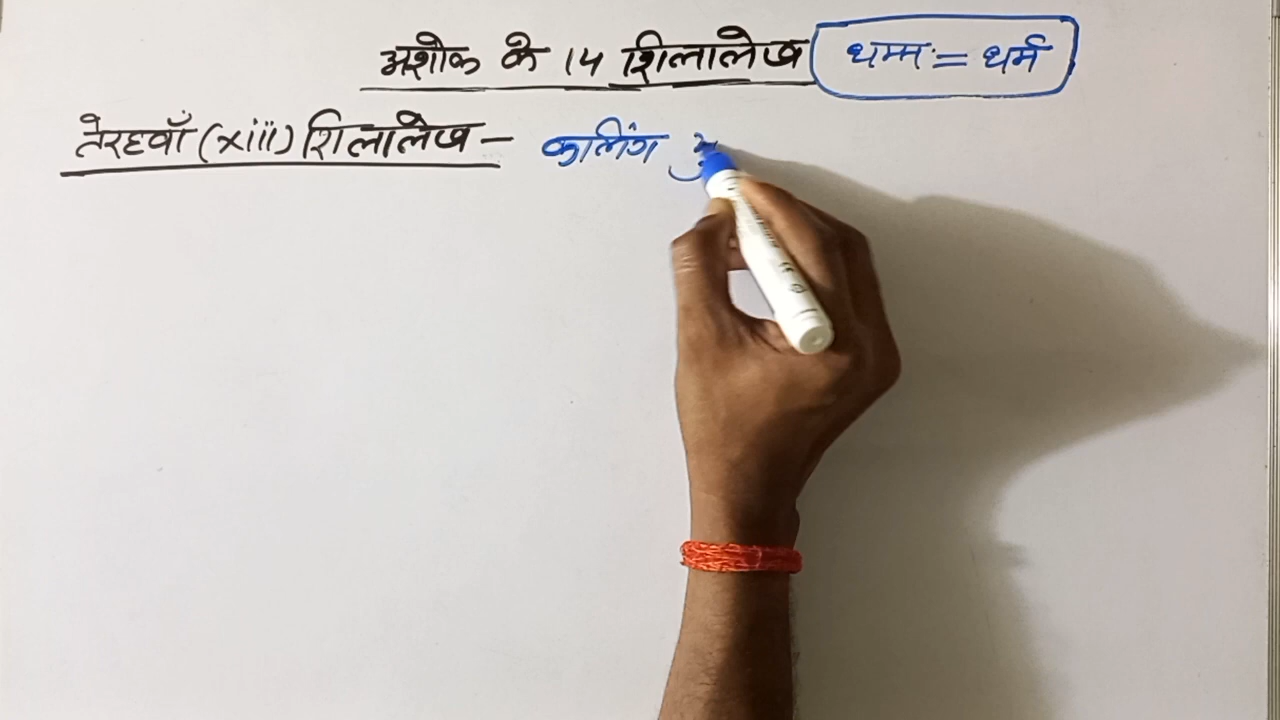 अशोक के 14 शिलालेख धम्म = धर्म
तेरहवाँ (xiii) शिलालेख - कलिंग